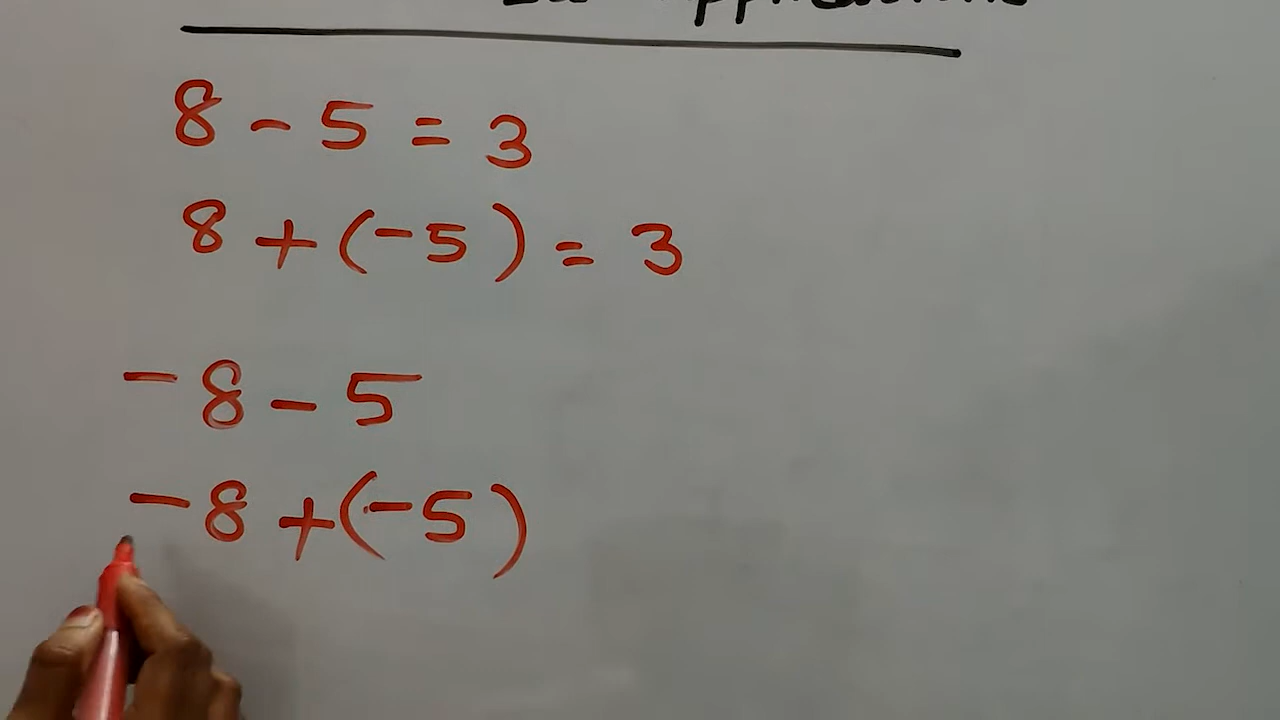 8 - 5 = 3
8 + (-5) = 3
-8 - 5
-8 + (-5)